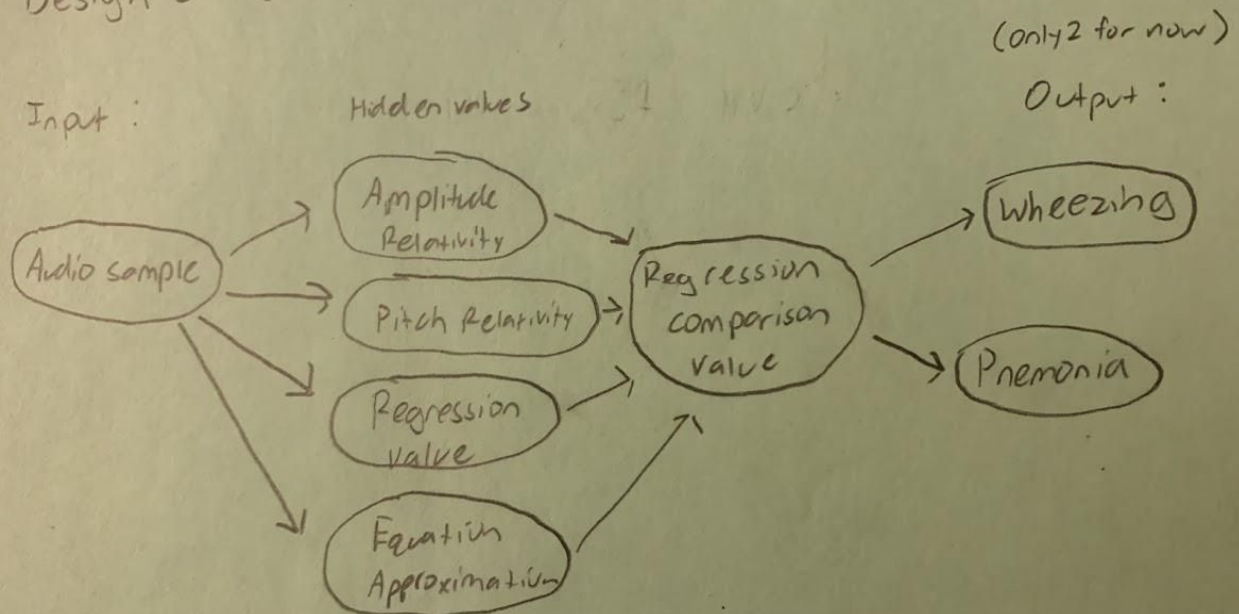 Design
(only 2 for now)
Input :
Hidden values
Output :
Audio sample
Amplitude
Relativity
Pitch Relativity
Regression
value
Equation
Approximation
Regression
comparison
value
Wheezing
Pnemonia